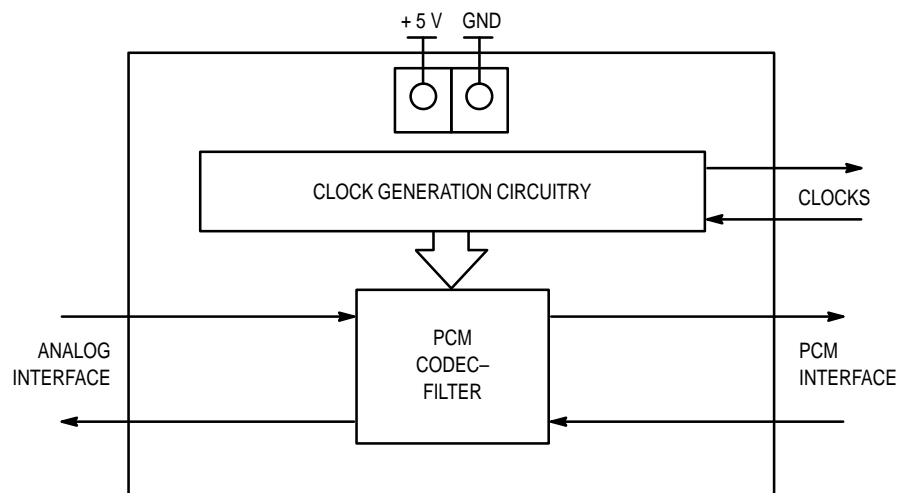 + 5 V GND
CLOCK GENERATION CIRCUITRY
CLOCKS
ANALOG
INTERFACE
PCM
CODEC–
FILTER
PCM
INTERFACE